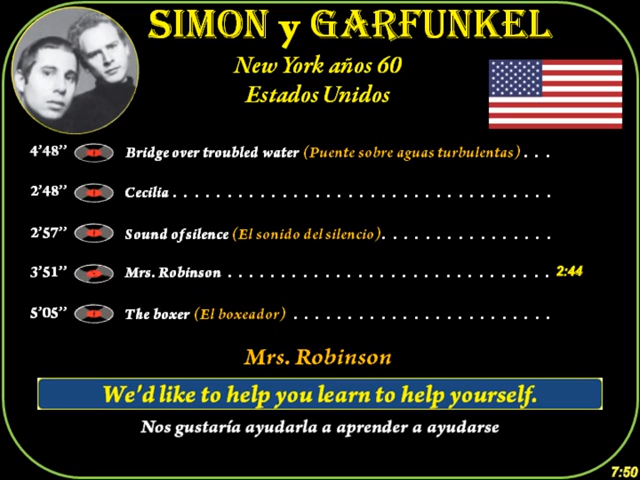 SIMON y GARFUNKEL
New York años 60
Estados Unidos
4’48’’ Bridge over troubled water (Puente sobre aguas turbulentas) . . .
2’48’’ Cecilia . . . . . . . . . . . . . . . . . . . . . . . . . . . . . . . . . . .
2’57’’ Sound of silence (El sonido del silencio). . . . . . . . . . . . . . . .
3’51’’ Mrs. Robinson . . . . . . . . . . . . . . . . . . . . . . . . . . . . . . 2:44
5’05’’ The boxer (El boxeador) . . . . . . . . . . . . . . . . . . . . . . . .
Mrs. Robinson
We'd like to help you learn to help yourself.
Nos gustaría ayudarla a aprender a ayudarse
7:50